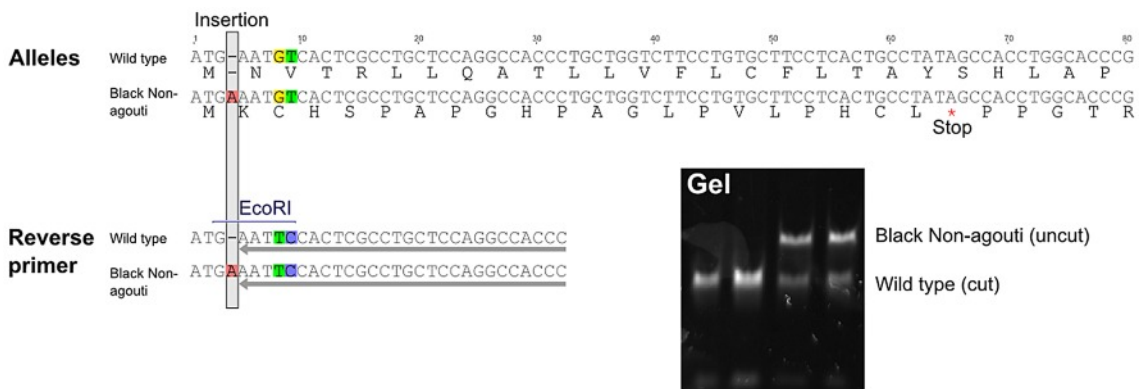 Insertion
1 10 20 30 40 50 60 70 80
Alleles
Wild type ATG-AATGTCACTCGCCTGCTCCAGGCCACCCTGCTGGTCTTCCTGTGCTTCCTCACTGCCTATAGCCACCTGGCACCCG
M - N V T R L L Q A T L L V F L C F L T A Y S H L A P
Black Non-agouti ATGAAATGTCACTCGCCTGCTCCAGGCCACCCTGCTGGTCTTCCTGTGCTTCCTCACTGCCTATAGCCACCTGGCACCCG
M K C H S P A P G H P A G L P V L P H C L * P P G T R
Stop
EcoRI
Reverse primer
Wild type ATG-AATTCCACTCGCCTGCTCCAGGCCACCC
Black Non-agouti ATGAAATTCCACTCGCCTGCTCCAGGCCACCC
Gel
Black Non-agouti (uncut)
Wild type (cut)